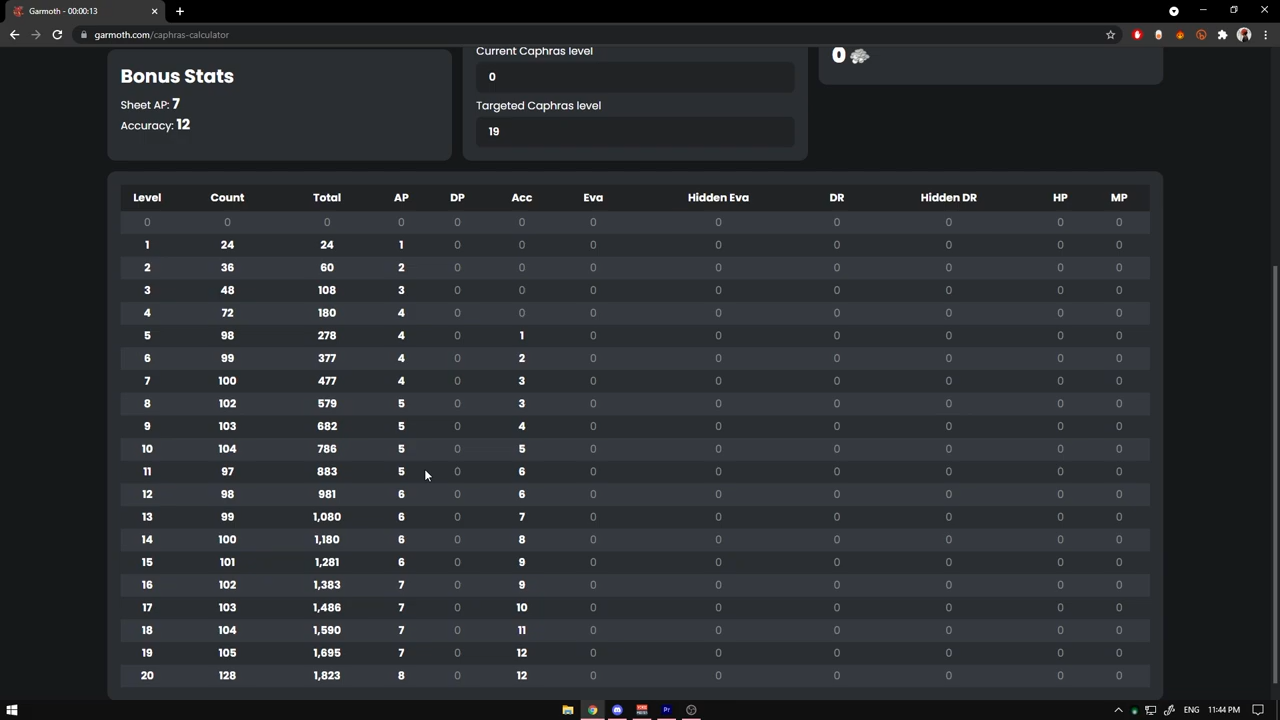 Garmoth - 00:00:13
garmoth.com/caphras-calculator
Bonus Stats
Sheet AP: 7
Accuracy: 12
Current Caphras level
0
Targeted Caphras level
19
0
Level Count Total AP DP Acc Eva Hidden Eva DR Hidden DR HP MP
0 0 0 0 0 0 0 0 0 0 0 0
1 24 24 1 0 0 0 0 0 0 0 0
2 36 60 2 0 0 0 0 0 0 0 0
3 48 108 3 0 0 0 0 0 0 0 0
4 72 180 4 0 0 0 0 0 0 0 0
5 98 278 4 0 1 0 0 0 0 0 0
6 99 377 4 0 2 0 0 0 0 0 0
7 100 477 4 0 3 0 0 0 0 0 0
8 102 579 5 0 3 0 0 0 0 0 0
9 103 682 5 0 4 0 0 0 0 0 0
10 104 786 5 0 5 0 0 0 0 0 0
11 97 883 5 0 6 0 0 0 0 0 0
12 98 981 6 0 6 0 0 0 0 0 0
13 99 1,080 6 0 7 0 0 0 0 0 0
14 100 1,180 6 0 8 0 0 0 0 0 0
15 101 1,281 6 0 9 0 0 0 0 0 0
16 102 1,383 7 0 9 0 0 0 0 0 0
17 103 1,486 7 0 10 0 0 0 0 0 0
18 104 1,590 7 0 11 0 0 0 0 0 0
19 105 1,695 7 0 12 0 0 0 0 0 0
20 128 1,823 8 0 12 0 0 0 0 0 0
ENG 11:44 PM